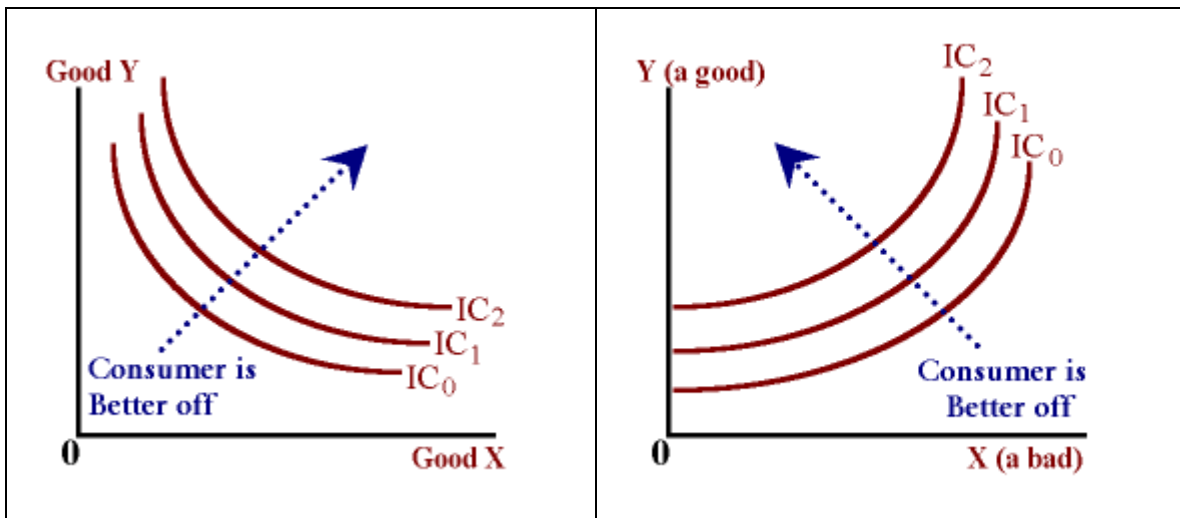 Good Y
IC₂
IC₁
IC₀
Consumer is
Better off
0
Good X
Y (a good)
IC₂
IC₁
IC₀
Consumer is
Better off
0
X (a bad)